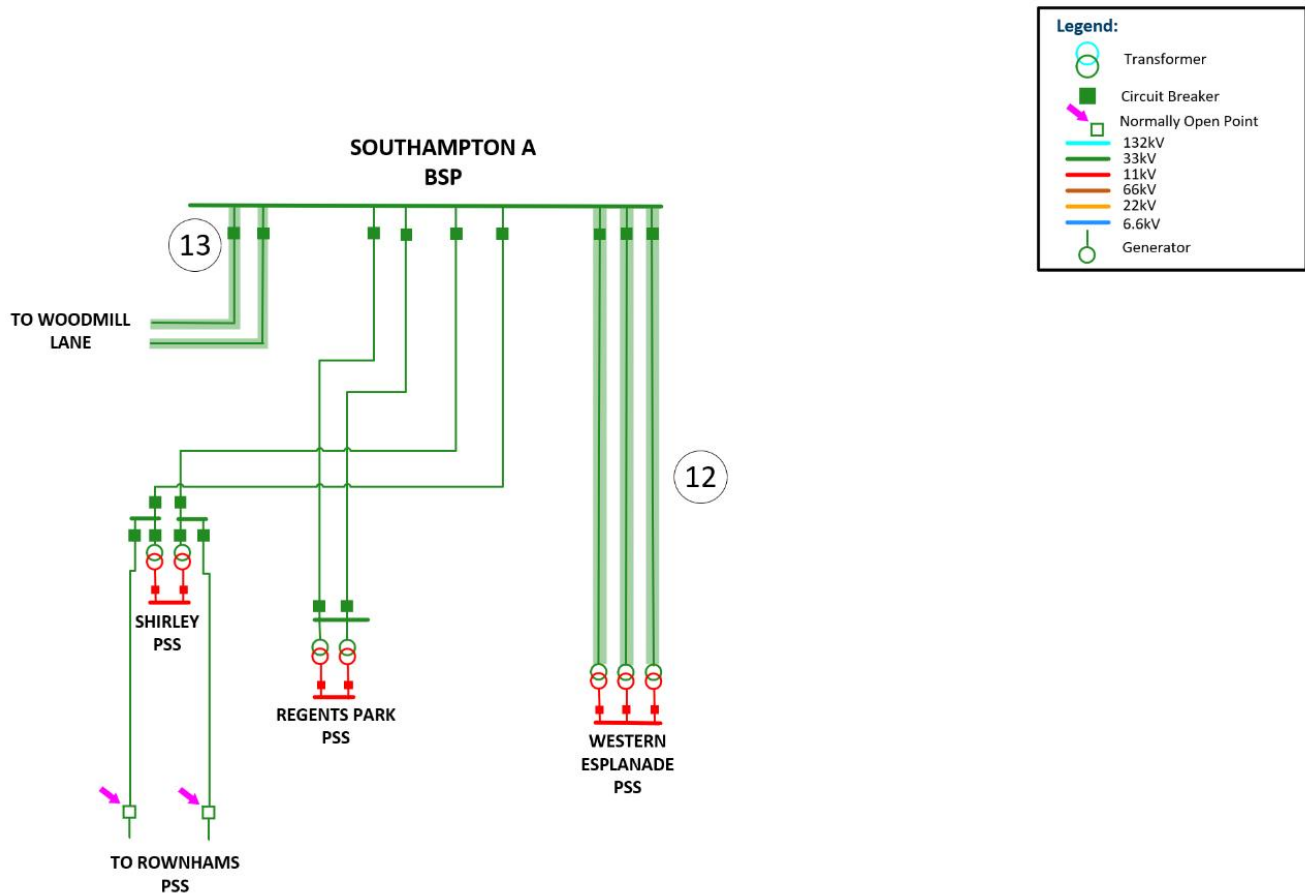 Legend:
Transformer
Circuit Breaker
Normally Open Point
132kV
33kV
11kV
66kV
22kV
6.6kV
Generator
SOUTHAMPTON A
BSP
13
TO WOODMILL
LANE
12
SHIRLEY
PSS
REGENTS PARK
PSS
WESTERN
ESPLANADE
PSS
TO ROWNHAMS
PSS